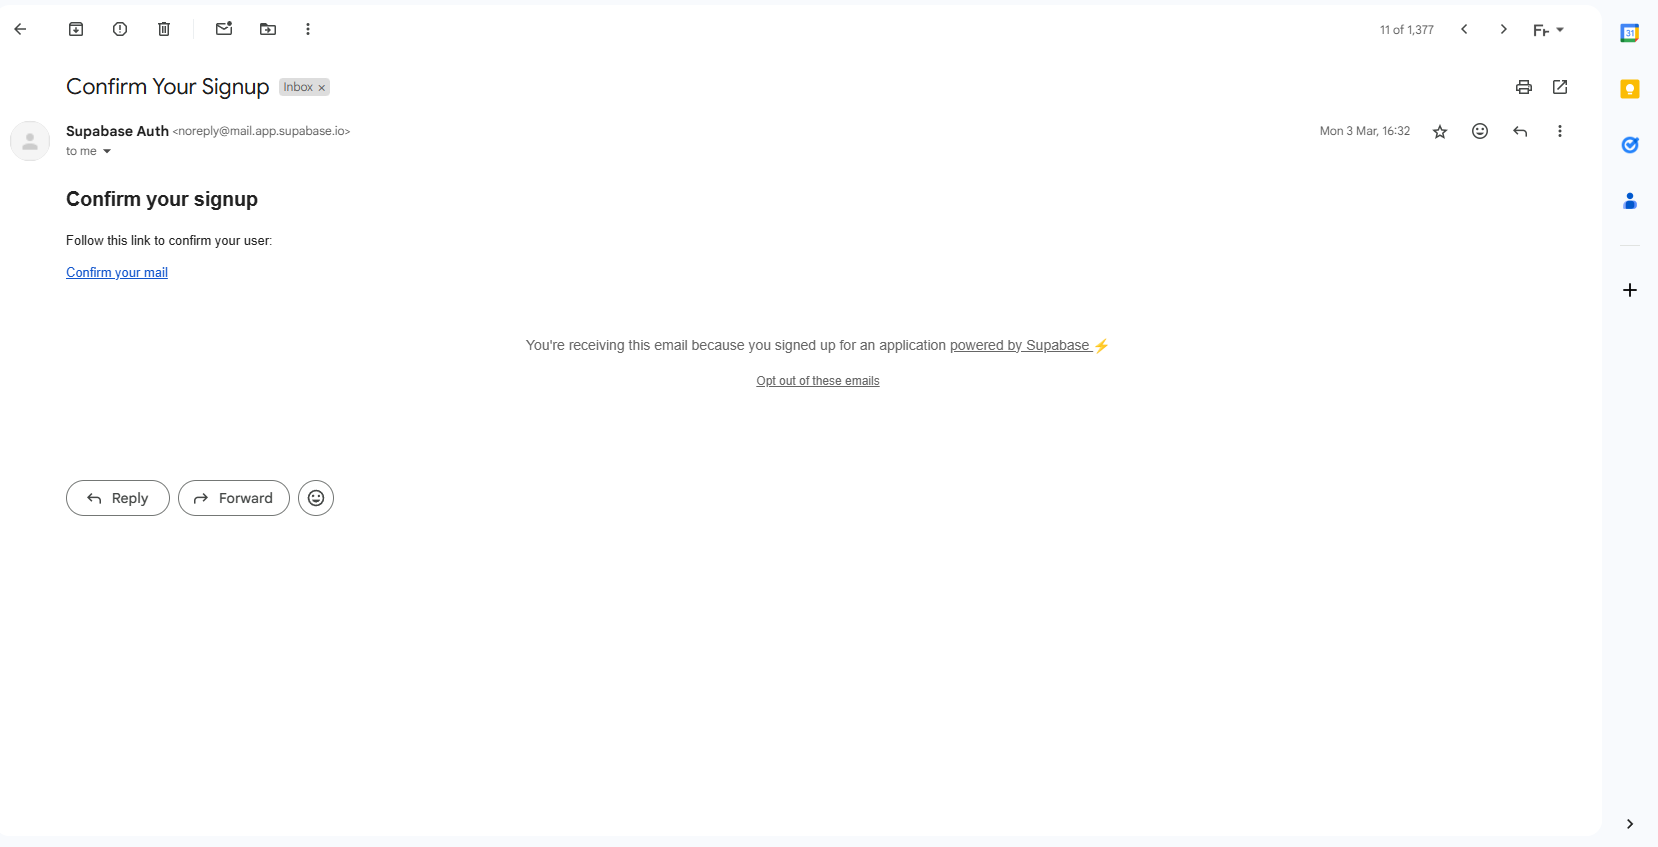 11 of 1,377
Fr
Confirm Your Signup
Inbox x
Supabase Auth <noreply@mail.app.supabase.io>
Mon 3 Mar, 16:32
to me
31
Confirm your signup
Follow this link to confirm your user:
Confirm your mail
You're receiving this email because you signed up for an application powered by Supabase ⚡
Opt out of these emails
Reply
Forward